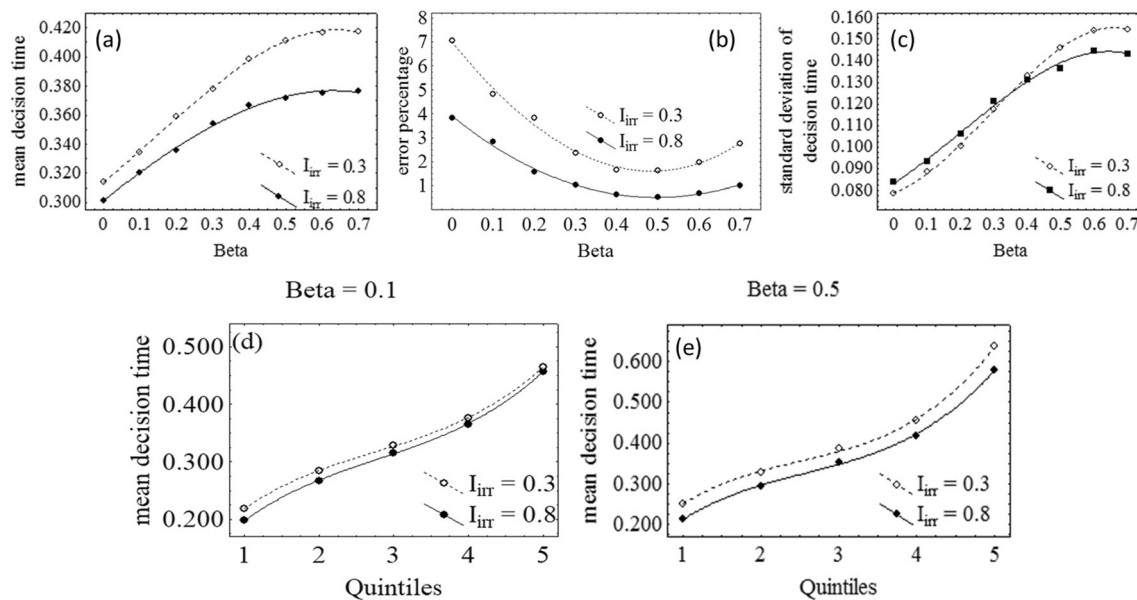 (a)
mean decision time
0.420
0.400
0.380
0.360
0.340
0.320
0.300
I_irr = 0.3
I_irr = 0.8
0 0.1 0.2 0.3 0.4 0.5 0.6 0.7
Beta
(b)
error percentage
8
7
6
5
4
3
2
1
I_irr = 0.3
I_irr = 0.8
0 0.1 0.2 0.3 0.4 0.5 0.6 0.7
Beta
(c)
standard deviation of
decision time
0.160
0.150
0.140
0.130
0.120
0.110
0.100
0.090
0.080
I_irr = 0.3
I_irr = 0.8
0 0.1 0.2 0.3 0.4 0.5 0.6 0.7
Beta
Beta = 0.1
(d)
mean decision time
0.500
0.400
0.300
0.200
I_irr = 0.3
I_irr = 0.8
1 2 3 4 5
Quintiles
Beta = 0.5
(e)
mean decision time
0.600
0.500
0.400
0.300
0.200
I_irr = 0.3
I_irr = 0.8
1 2 3 4 5
Quintiles